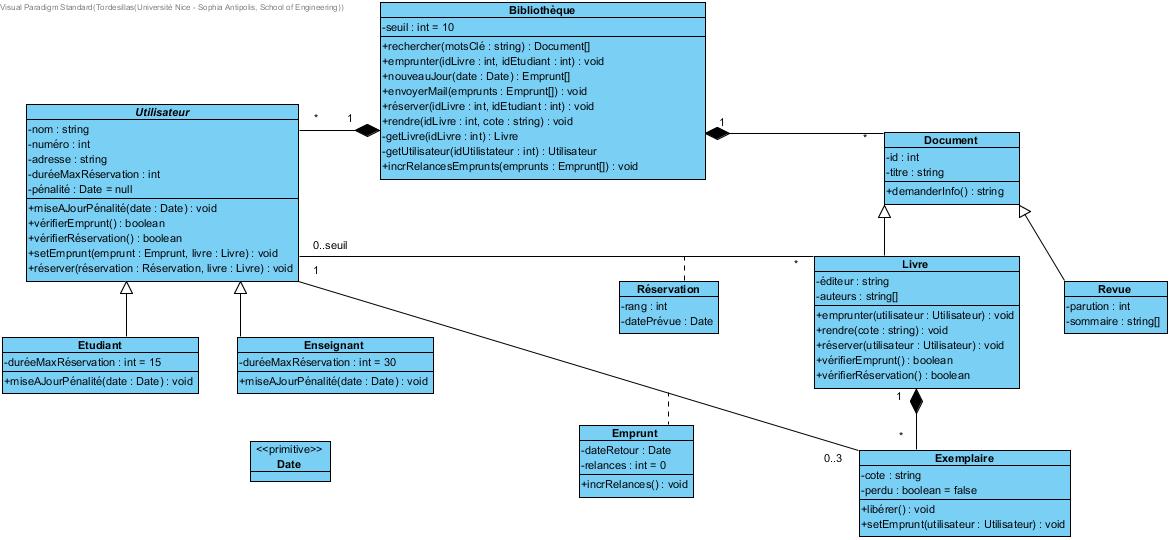 Visual Paradigm Standard(Tordesillas(Université Nice - Sophia Antipolis, School of Engineering))
Bibliothèque
-seuil : int = 10
+rechercher(motsClé : string) : Document[]
+emprunter(idLivre : int, idEtudiant : int) : void
+nouveauJour(date : Date) : Emprunt[]
+envoyerMail(emprunts : Emprunt[]) : void
+réserver(idLivre : int, idEtudiant : int) : void
+rendre(idLivre : int, cote : string) : void
-getLivre(idLivre : int) : Livre
-getUtilisateur(idUtilistateur : int) : Utilisateur
+incrRelancesEmprunts(emprunts : Emprunt[]) : void
Utilisateur
-nom : string
-numéro : int
-adresse : string
-duréeMaxRéservation : int
-pénalité : Date = null
+miseAJourPénalité(date : Date) : void
+vérifierEmprunt() : boolean
+vérifierRéservation() : boolean
+setEmprunt(emprunt : Emprunt, livre : Livre) : void
+réserver(réservation : Réservation, livre : Livre) : void
* 1
1
*
Document
-id : int
-titre : string
+demanderInfo() : string
0..seuil
*
1
Réservation
-rang : int
-datePrévue : Date
Livre
-éditeur : string
-auteurs : string[]
+emprunter(utilisateur : Utilisateur) : void
+rendre(cote : string) : void
+réserver(utilisateur : Utilisateur) : void
+vérifierEmprunt() : boolean
+vérifierRéservation() : boolean
Revue
-parution : int
-sommaire : string[]
Etudiant
-duréeMaxRéservation : int = 15
+miseAJourPénalité(date : Date) : void
Enseignant
-duréeMaxRéservation : int = 30
+miseAJourPénalité(date : Date) : void
1
*
<<primitive>>
Date
Emprunt
-dateRetour : Date
-relances : int = 0
+incrRelances() : void
0..3
Exemplaire
-cote : string
-perdu : boolean = false
+libérer() : void
+setEmprunt(utilisateur : Utilisateur) : void